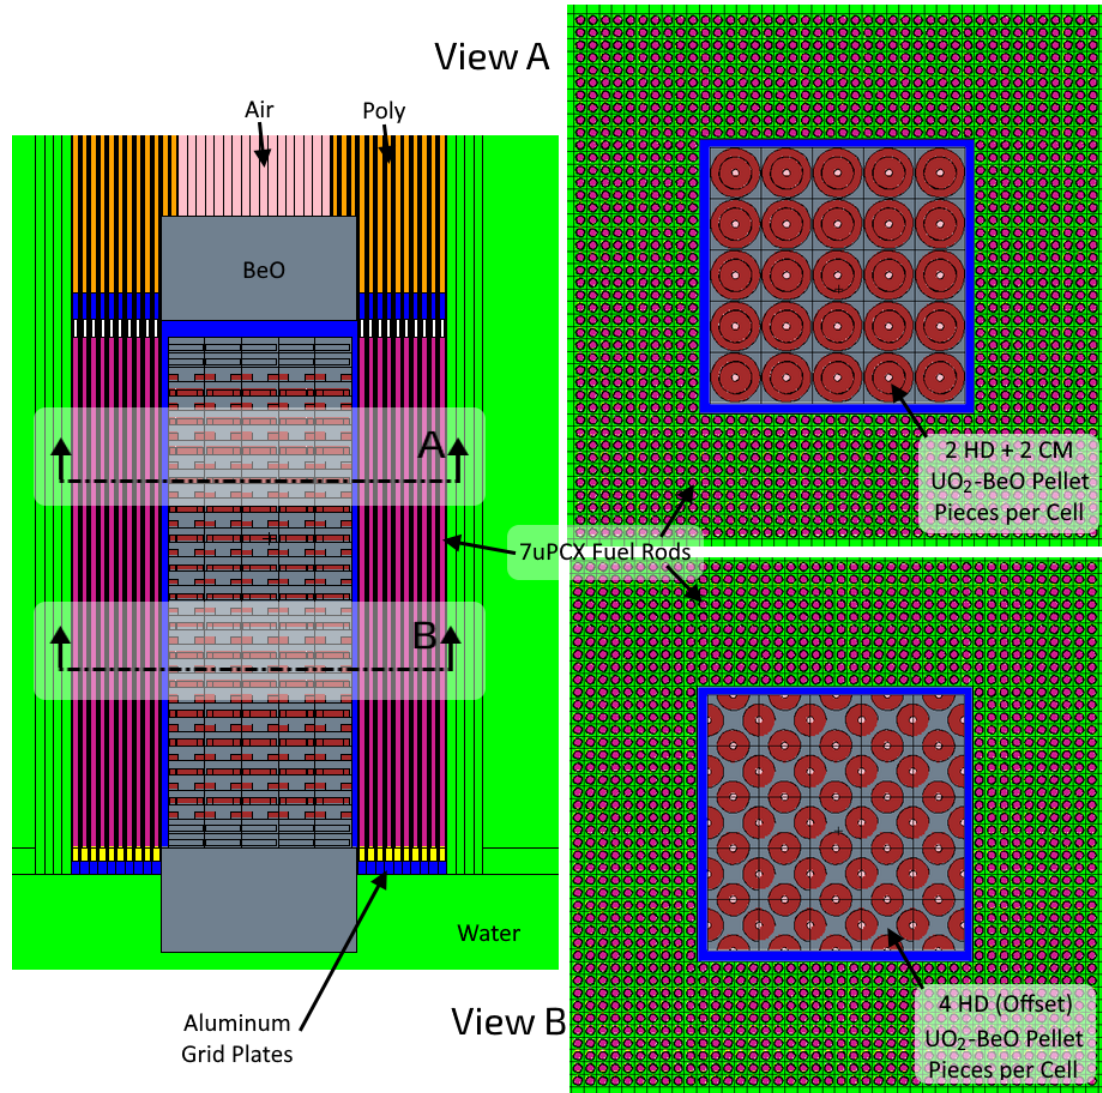 View A
Air
Poly
BeO
A
2 HD + 2 CM
UO₂-BeO Pellet
Pieces per Cell
7uPCX Fuel Rods
B
Water
Aluminum
Grid Plates
View B
4 HD (Offset)
UO₂-BeO Pellet
Pieces per Cell